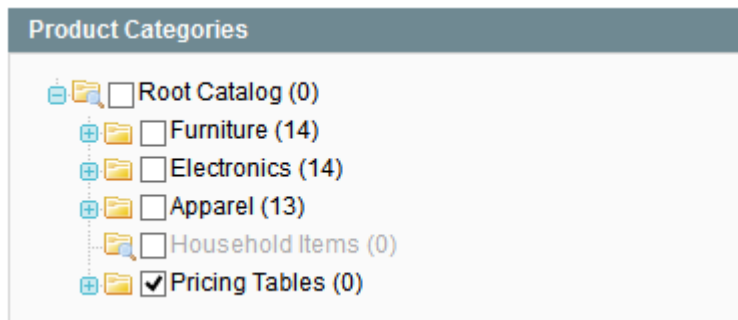 Product Categories
Root Catalog (0)
Furniture (14)
Electronics (14)
Apparel (13)
Household Items (0)
Pricing Tables (0)